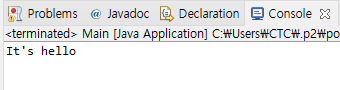 Problems Javadoc Declaration Console
<terminated> Main [Java Application] C:₩Users₩CTC₩.p2₩po
It's hello